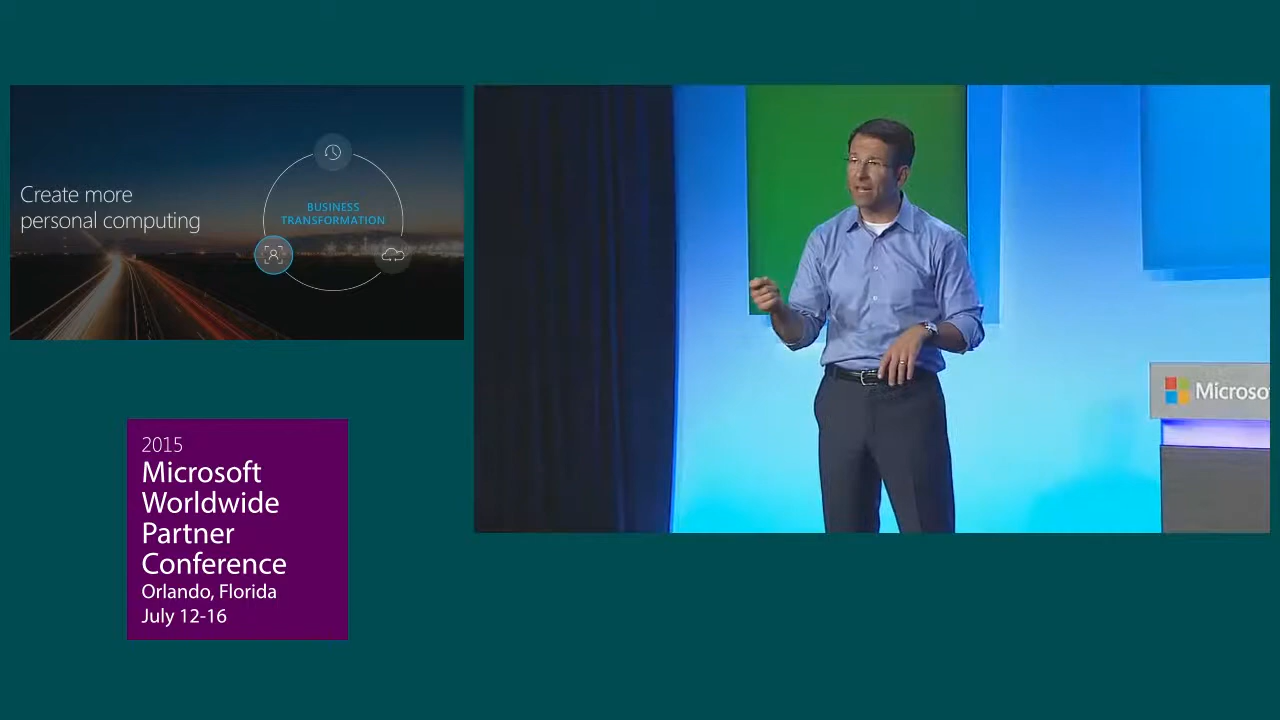 Create more
personal computing
BUSINESS
TRANSFORMATION
Microso
2015
Microsoft
Worldwide
Partner
Conference
Orlando, Florida
July 12-16